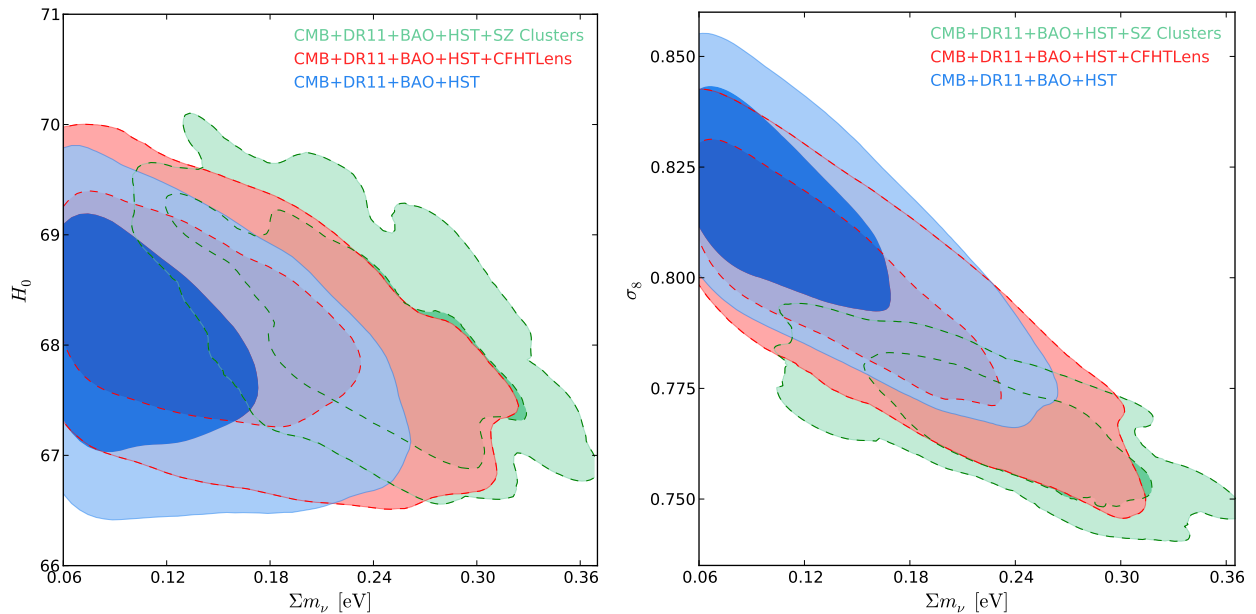 71
70
69
68
67
66
H₀
CMB+DR11+BAO+HST+SZ Clusters
CMB+DR11+BAO+HST+CFHTLens
CMB+DR11+BAO+HST
0.06 0.12 0.18 0.24 0.30 0.36
Σmν [eV]
0.850
0.825
0.800
0.775
0.750
σ₈
CMB+DR11+BAO+HST+SZ Clusters
CMB+DR11+BAO+HST+CFHTLens
CMB+DR11+BAO+HST
0.06 0.12 0.18 0.24 0.30 0.36
Σmν [eV]